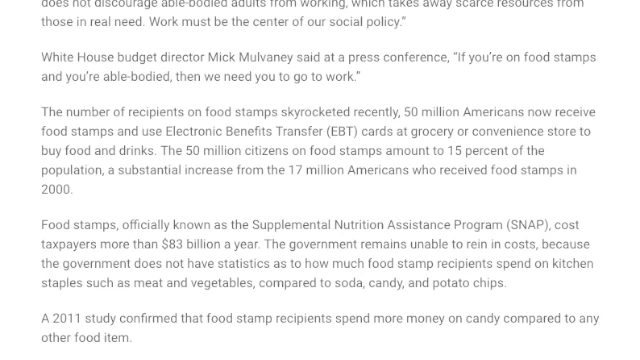 does not discourage able-bodied adults from working, which takes away scarce resources from
those in real need. Work must be the center of our social policy.”
White House budget director Mick Mulvaney said at a press conference, “If you’re on food stamps
and you’re able-bodied, then we need you to go to work.”
The number of recipients on food stamps skyrocketed recently, 50 million Americans now receive
food stamps and use Electronic Benefits Transfer (EBT) cards at grocery or convenience store to
buy food and drinks. The 50 million citizens on food stamps amount to 15 percent of the
population, a substantial increase from the 17 million Americans who received food stamps in
2000.
Food stamps, officially known as the Supplemental Nutrition Assistance Program (SNAP), cost
taxpayers more than $83 billion a year. The government remains unable to rein in costs, because
the government does not have statistics as to how much food stamp recipients spend on kitchen
staples such as meat and vegetables, compared to soda, candy, and potato chips.
A 2011 study confirmed that food stamp recipients spend more money on candy compared to any
other food item.